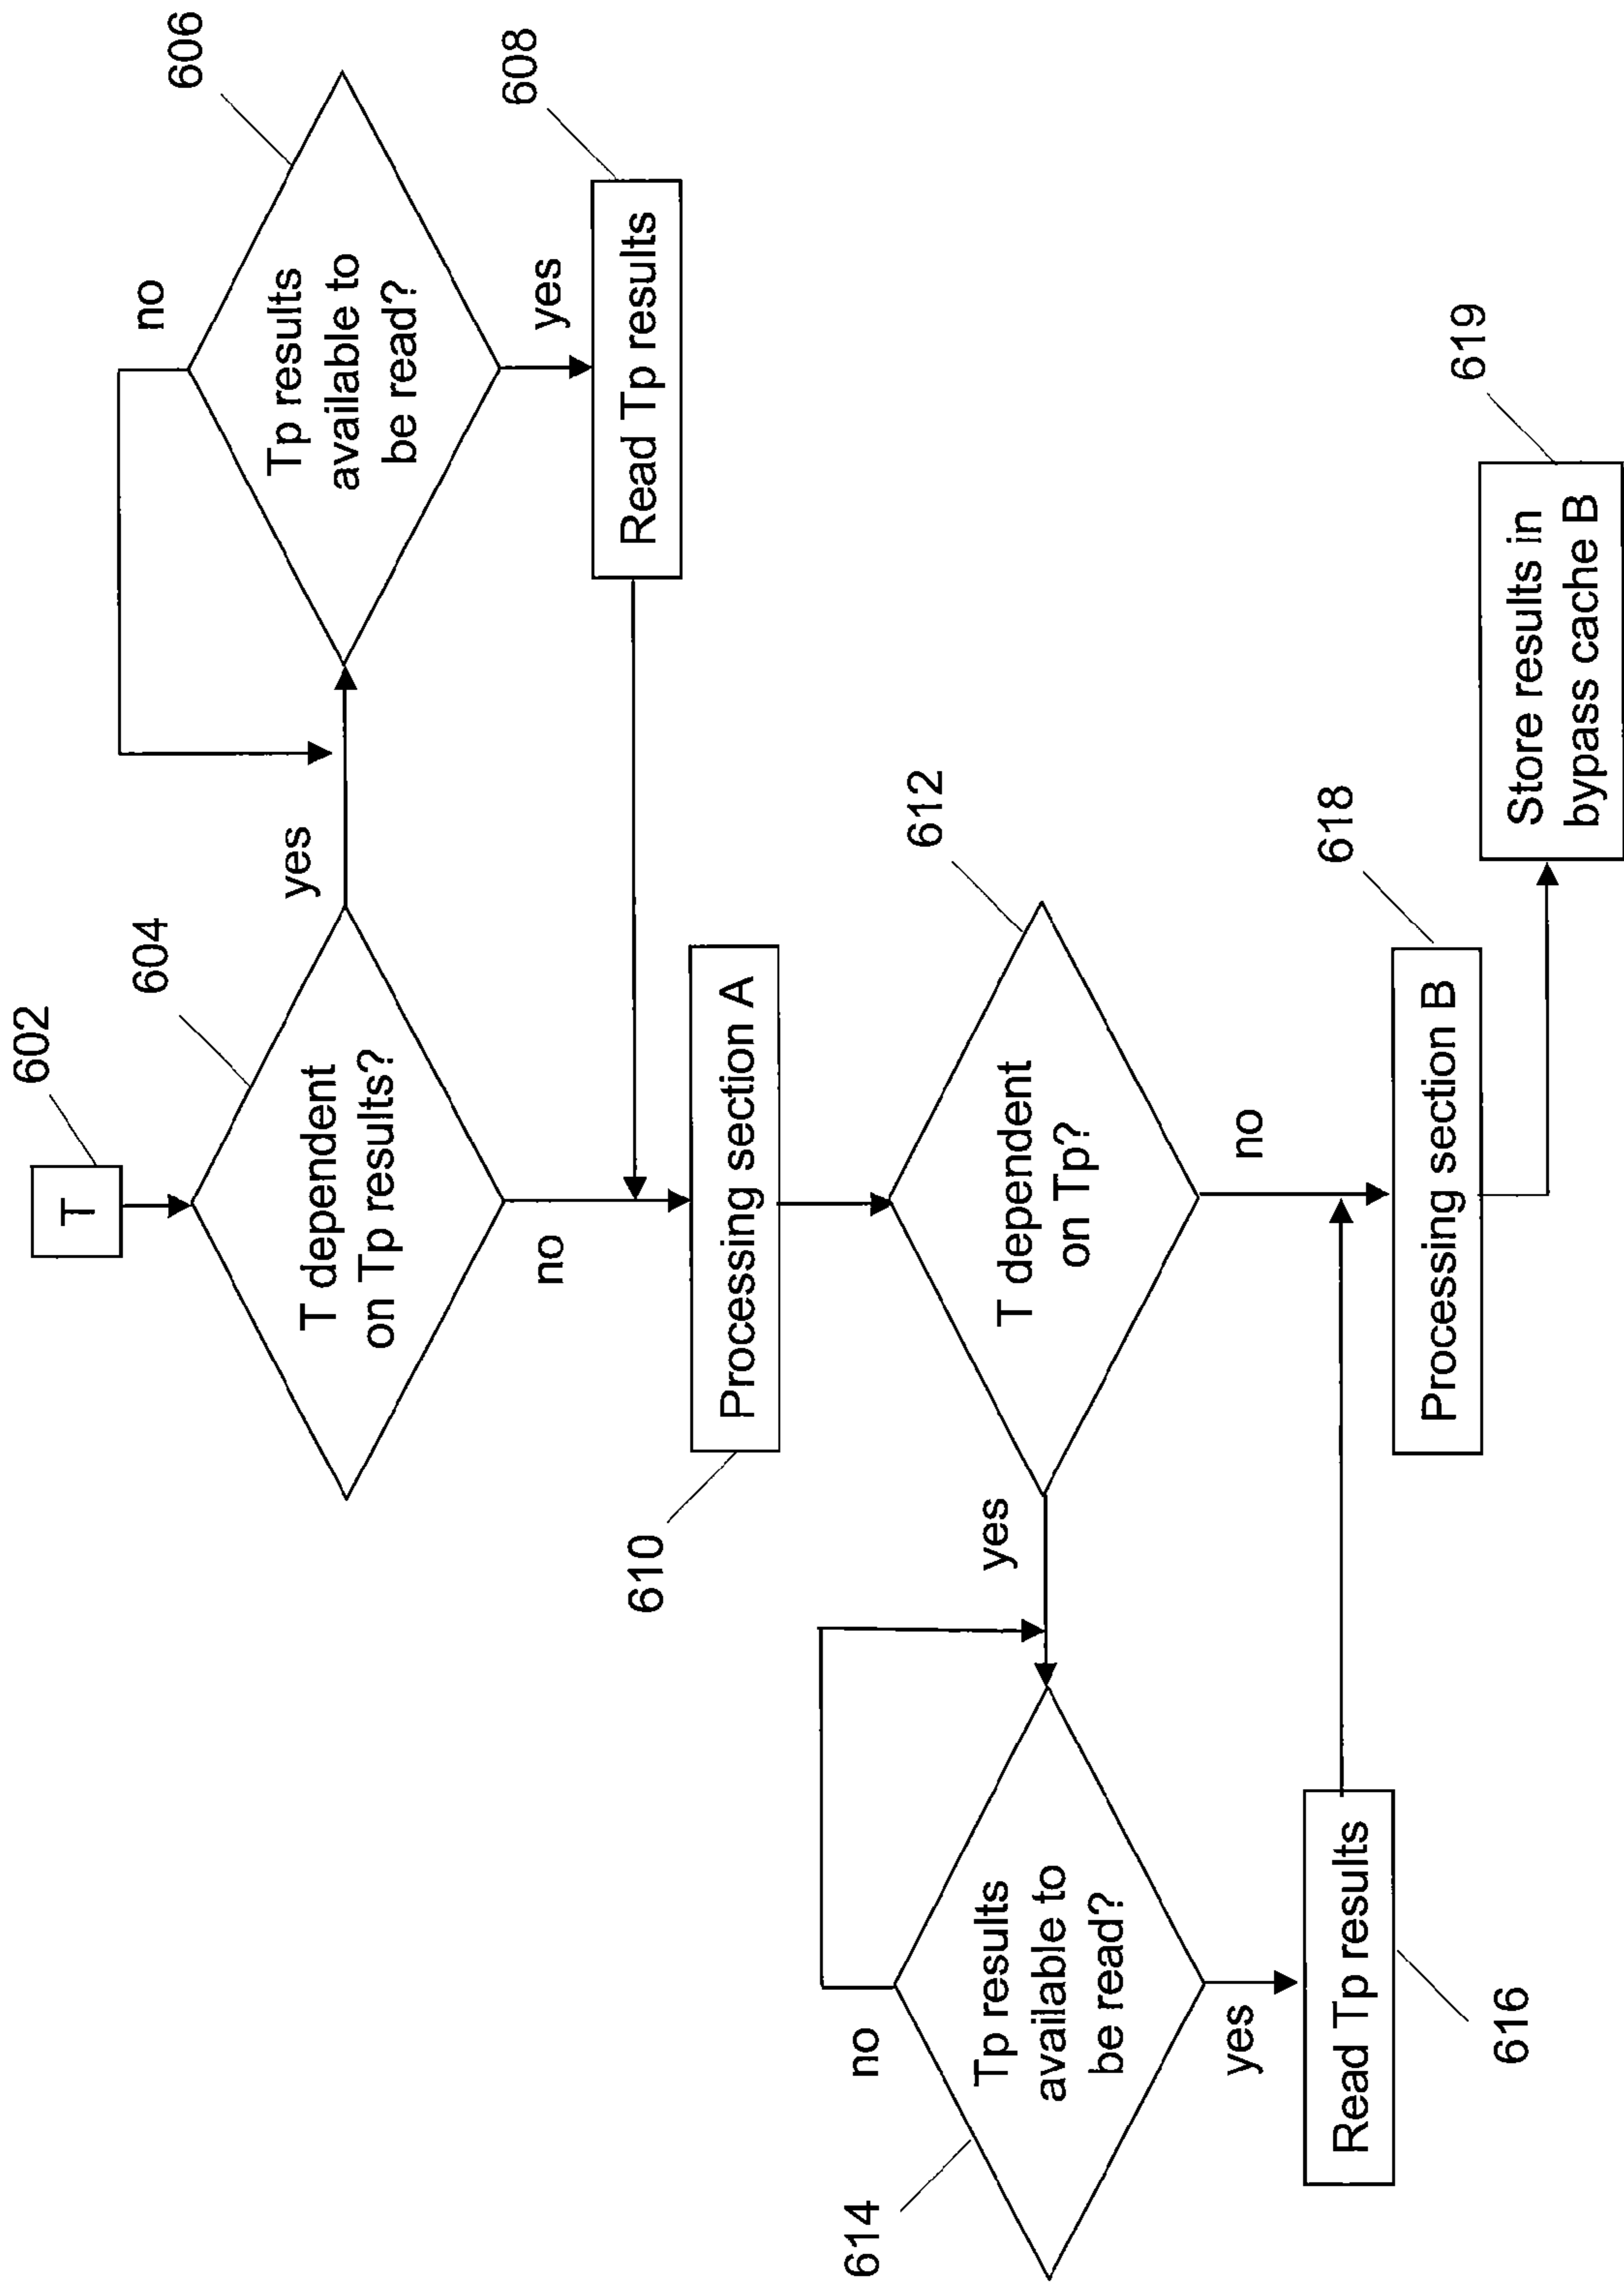 602
T
604
T dependent
on Tp results?
yes
no
606
Tp results
available to
be read?
no
yes
608
Read Tp results
610
Processing section A
612
T dependent
on Tp?
yes
no
614
Tp results
available to
be read?
no
yes
616
Read Tp results
618
Processing section B
619
Store results in
bypass cache B